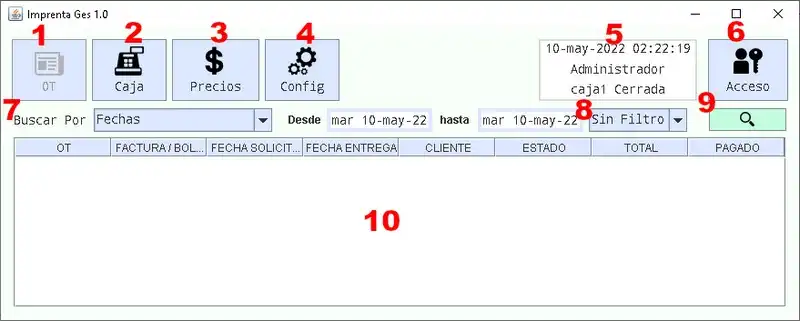 Imprenta Ges 1.0
1 2 3 4 5 6
OT Caja $ Precios Config
10-may-2022 02:22:19
Administrador
caja1 Cerrada
Acceso
7 8 9
Buscar Por Fechas Desde mar 10-may-22 hasta mar 10-may-22 Sin Filtro
OT FACTURA / BOL... FECHA SOLICIT... FECHA ENTREGA CLIENTE ESTADO TOTAL PAGADO
10